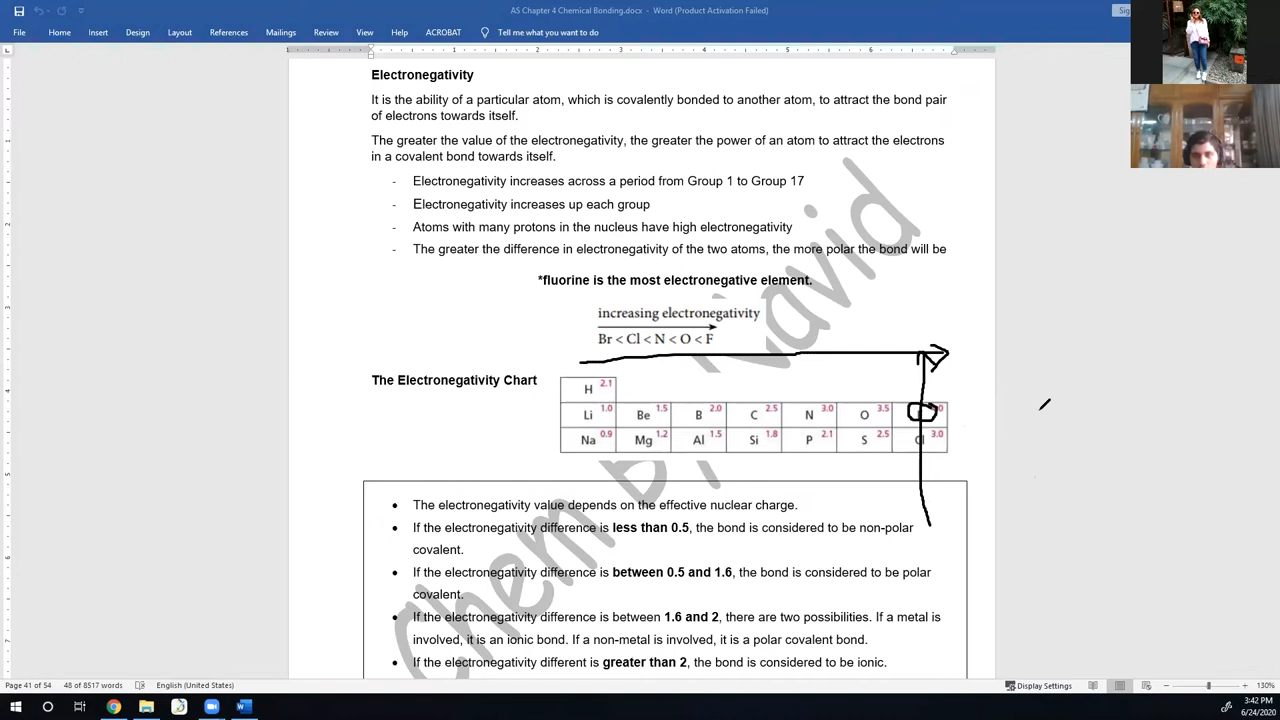 AS Chapter 4 Chemical Bonding.docx - Word (Product Activation Failed)
File Home Insert Design Layout References Mailings Review View Help ACROBAT Tell me what you want to do
1 1 2 3 4 5 6
Electronegativity
It is the ability of a particular atom, which is covalently bonded to another atom, to attract the bond pair
of electrons towards itself.
The greater the value of the electronegativity, the greater the power of an atom to attract the electrons
in a covalent bond towards itself.
- Electronegativity increases across a period from Group 1 to Group 17
- Electronegativity increases up each group
- Atoms with many protons in the nucleus have high electronegativity
- The greater the difference in electronegativity of the two atoms, the more polar the bond will be
*fluorine is the most electronegative element.
increasing electronegativity
Br < Cl < N < O < F
The Electronegativity Chart
H 2.1
Li 1.0 Be 1.5 B 2.0 C 2.5 N 3.0 O 3.5
Na 0.9 Mg 1.2 Al 1.5 Si 1.8 P 2.1 S 2.5 Cl 3.0
• The electronegativity value depends on the effective nuclear charge.
• If the electronegativity difference is less than 0.5, the bond is considered to be non-polar
covalent.
• If the electronegativity difference is between 0.5 and 1.6, the bond is considered to be polar
covalent.
• If the electronegativity difference is between 1.6 and 2, there are two possibilities. If a metal is
involved, it is an ionic bond. If a non-metal is involved, it is a polar covalent bond.
• If the electronegativity different is greater than 2, the bond is considered to be ionic.
Chem by Navid
Page 41 of 54 48 of 8517 words English (United States) Display Settings 130%
3:42 PM
6/24/2020